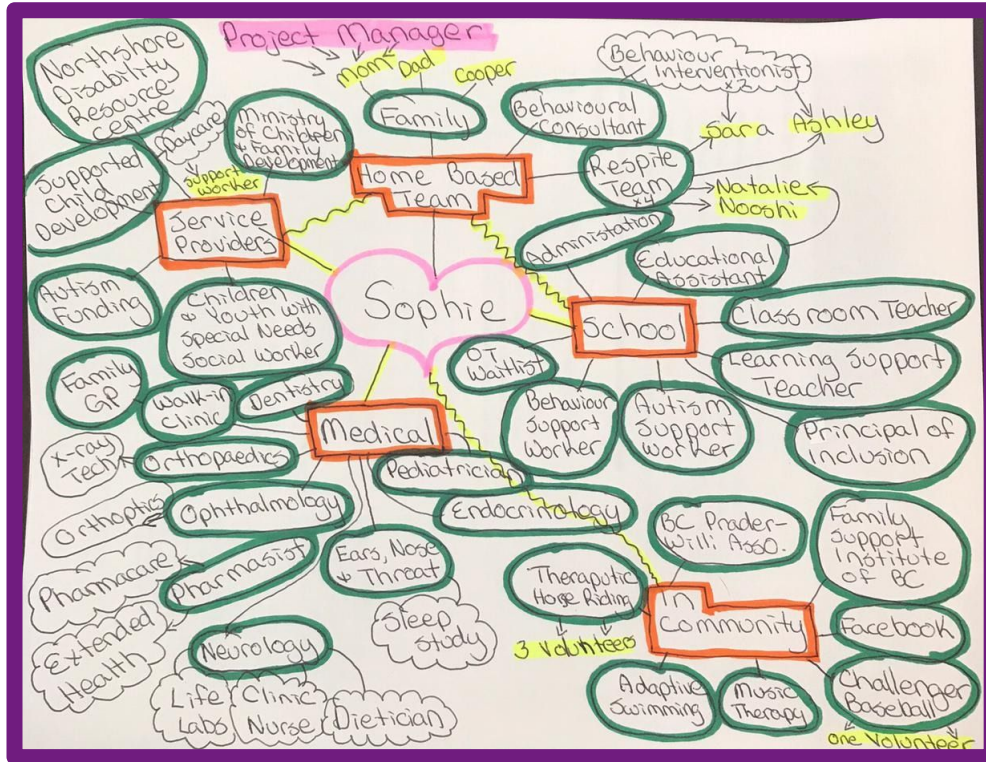 Project Manager
Mom
Dad
Cooper
Family
Northshore
Disability
Resource
Centre
Daycare
Ministry
of Children
& Family
Development
Support
Worker
Supported
Child
Development
Service
Providers
Autism
Funding
Children
& Youth with
Special Needs
Social Worker
Home Based
Team
Behavioural
Consultant
Behaviour
Interventionist
x2
Sara
Ashley
Respite
Team
x4
Natalie
Nooshi
Sophie
School
Administation
Educational
Assistant
Classroom Teacher
Learning Support
Teacher
Principal of
Inclusion
Autism
Support
Worker
Behaviour
Support
Worker
OT
Waitlist
Medical
Dentistry
Walk-in
Clinic
Family
GP
Orthopaedics
X-ray
Tech
Ophthalmology
Orthoptics
Pharmasist
Pharmacare
Extended
Health
Neurology
Life
Labs
Clinic
Nurse
Dietician
Ears, Nose
& Throat
Sleep
Study
Pediatrician
Endocritology
In
Community
BC Prader-
Willi Asso.
Family
Support
Institute
of BC
Facebook
Challenger
Baseball
one Volunteer
Music
Therapy
Adaptive
Swimming
Theraputic
Horse Riding
3 Volunteers